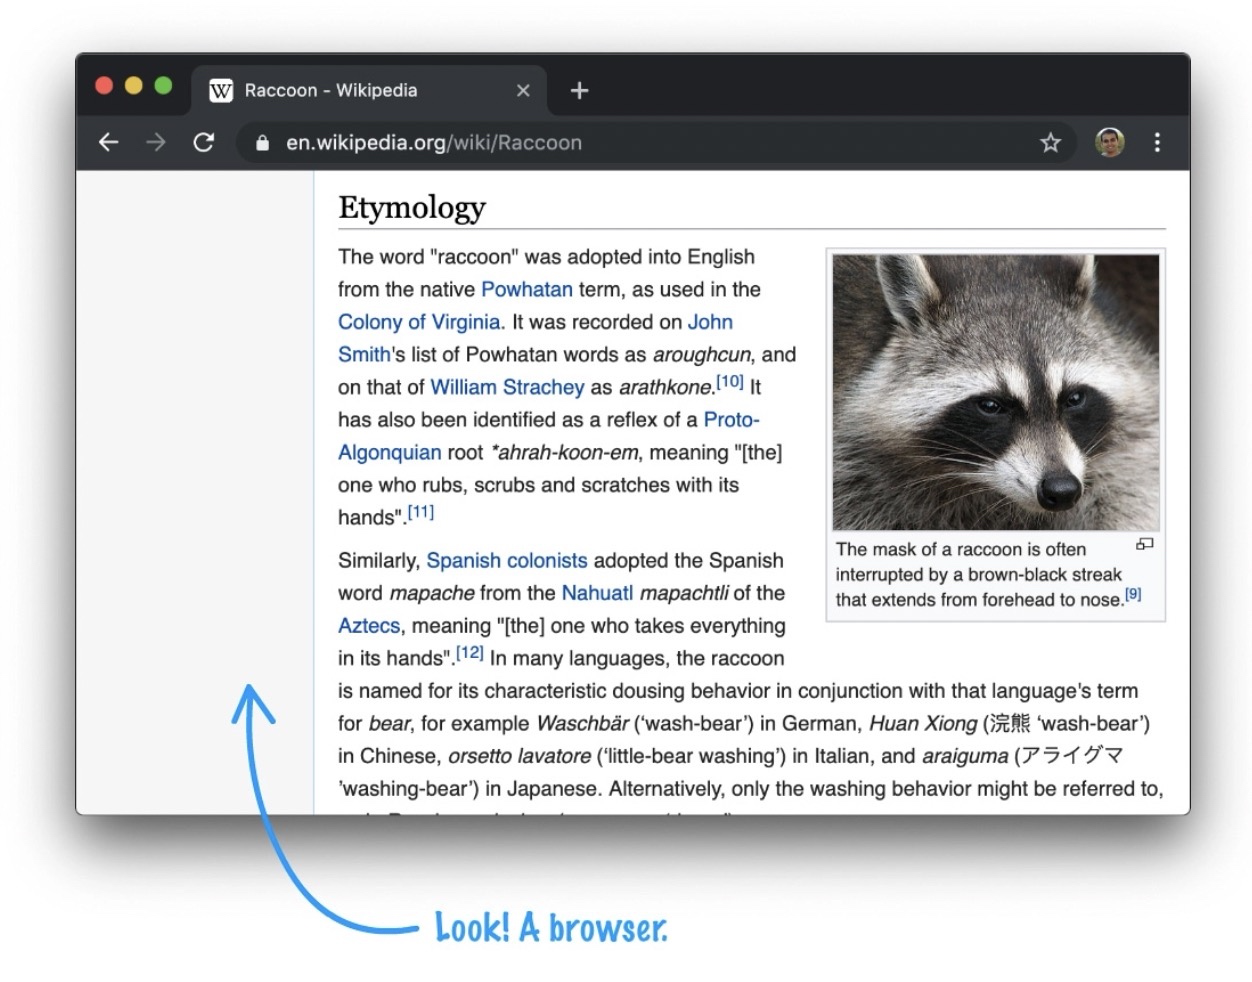 Raccoon - Wikipedia
en.wikipedia.org/wiki/Raccoon
Etymology
The word "raccoon" was adopted into English
from the native Powhatan term, as used in the
Colony of Virginia. It was recorded on John
Smith's list of Powhatan words as aroughcun, and
on that of William Strachey as arathkone.[10] It
has also been identified as a reflex of a Proto-
Algonquian root *ahrah-koon-em, meaning "[the]
one who rubs, scrubs and scratches with its
hands".[11]
The mask of a raccoon is often
interrupted by a brown-black streak
that extends from forehead to nose.[9]
Similarly, Spanish colonists adopted the Spanish
word mapache from the Nahuatl mapachtli of the
Aztecs, meaning "[the] one who takes everything
in its hands".[12] In many languages, the raccoon
is named for its characteristic dousing behavior in conjunction with that language's term
for bear, for example Waschbär (‘wash-bear’) in German, Huan Xiong (浣熊 ‘wash-bear’)
in Chinese, orsetto lavatore (‘little-bear washing’) in Italian, and araiguma (アライグマ
’washing-bear’) in Japanese. Alternatively, only the washing behavior might be referred to,
Look! A browser.